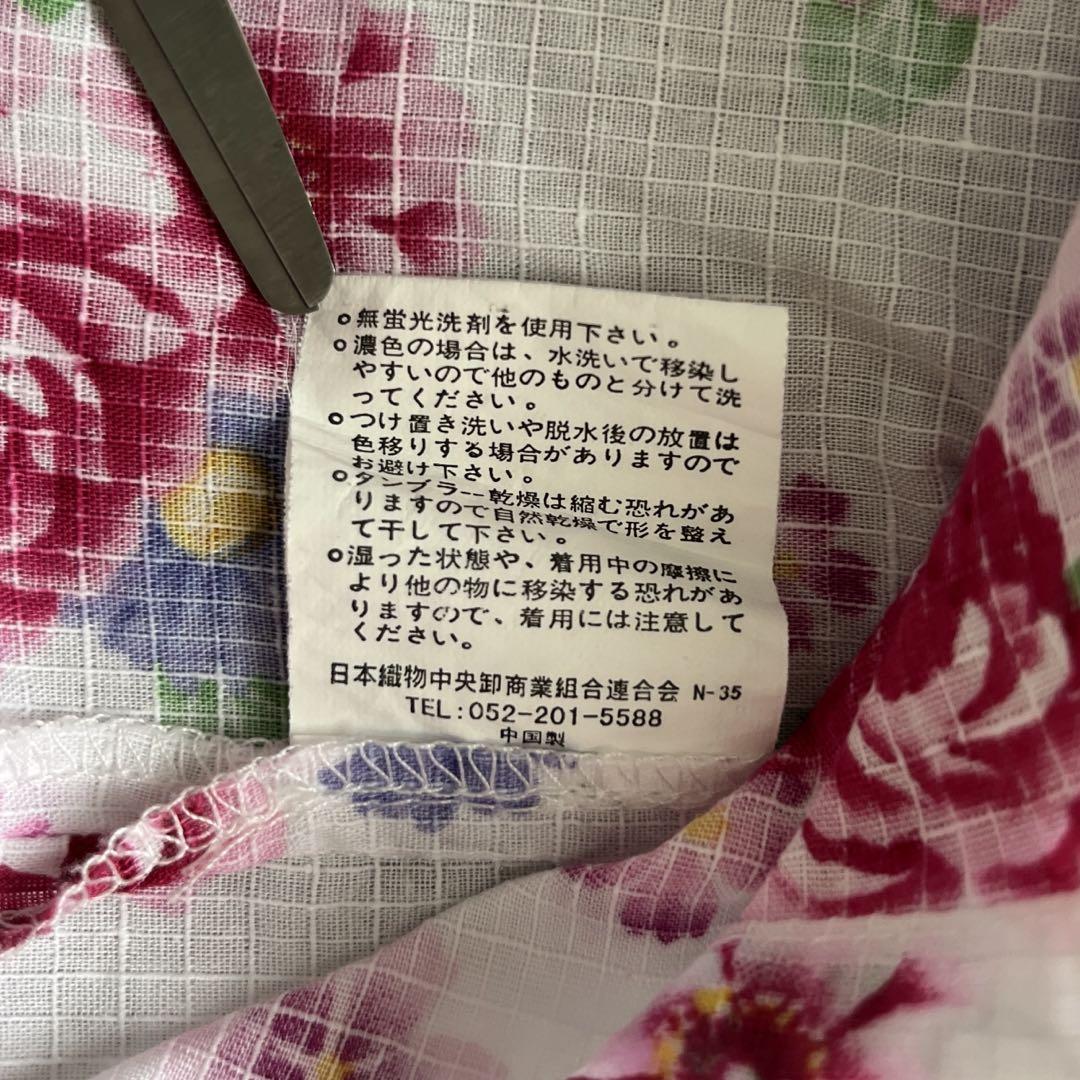 ○無蛍光洗剤を使用下さい。
○濃色の場合は、水洗いで移染し
やすいので他のものと分けて洗
ってください。
○つけ置き洗いや脱水後の放置は
色移りする場合がありますので
お避け下さい。
○タンブラー乾燥は縮む恐れがあ
りますので自然乾燥で形を整え
て干して下さい。
○湿った状態や、着用中の摩擦に
より他の物に移染する恐れがあ
りますので、着用には注意して
ください。
日本織物中央卸商業組合連合会 N-35
TEL:052-201-5588
中国製